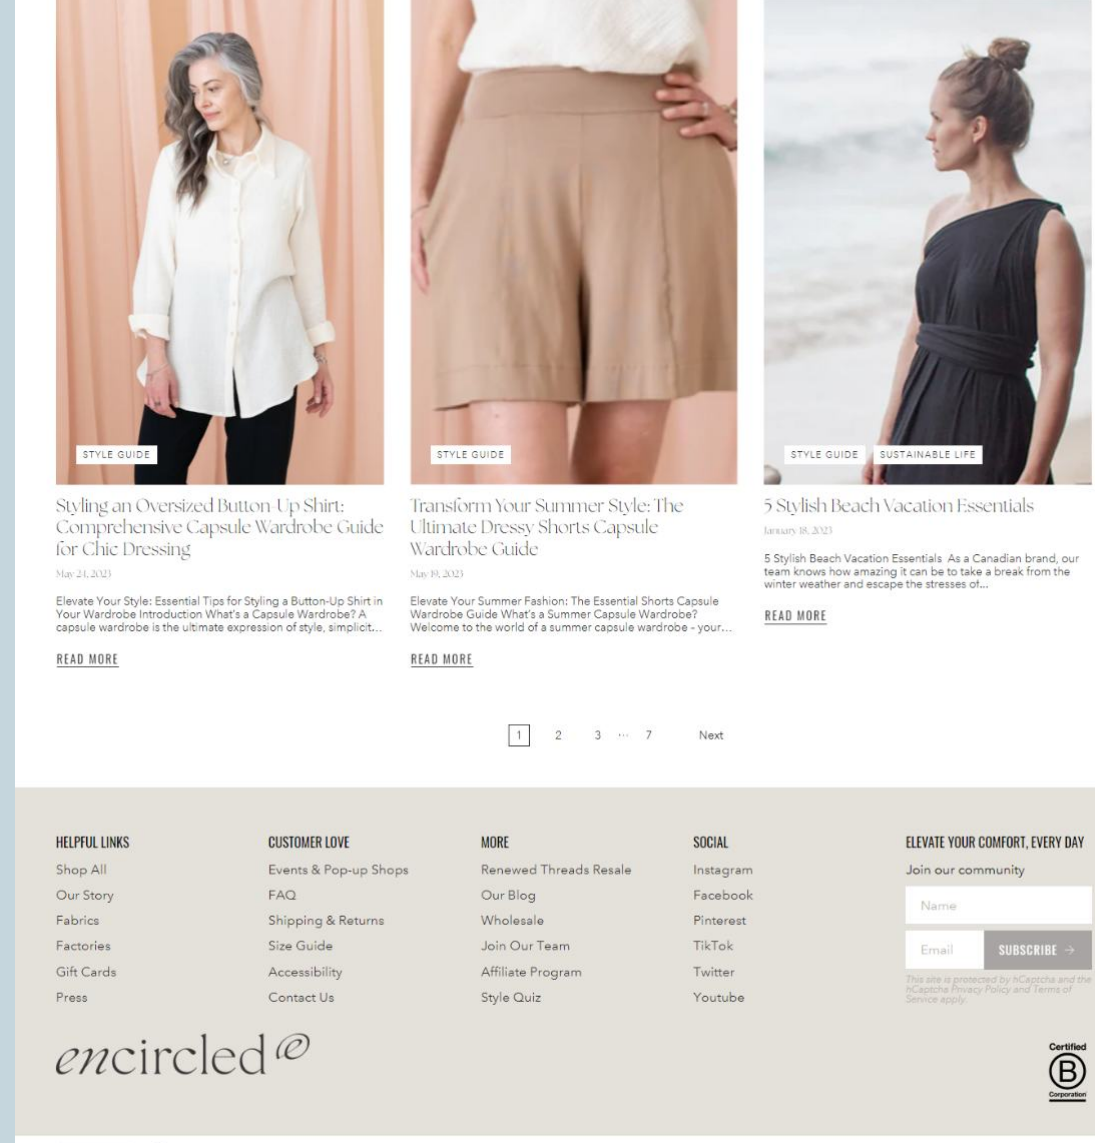 STYLE GUIDE
STYLE GUIDE
STYLE GUIDE
SUSTAINABLE LIFE
Styling an Oversized Button-Up Shirt:
Comprehensive Capsule Wardrobe Guide
for Chic Dressing
May 24, 2023
Elevate Your Style: Essential Tips for Styling a Button-Up Shirt in
Your Wardrobe Introduction What's a Capsule Wardrobe? A
capsule wardrobe is the ultimate expression of style, simplicit...
READ MORE
Transform Your Summer Style: The
Ultimate Dressy Shorts Capsule
Wardrobe Guide
May 19, 2023
Elevate Your Summer Fashion: The Essential Shorts Capsule
Wardrobe Guide What's a Summer Capsule Wardrobe?
Welcome to the world of a summer capsule wardrobe – your...
READ MORE
5 Stylish Beach Vacation Essentials
January 18, 2023
5 Stylish Beach Vacation Essentials As a Canadian brand, our
team knows how amazing it can be to take a break from the
winter weather and escape the stresses of...
READ MORE
1 2 3 ··· 7 Next
HELPFUL LINKS
Shop All
Our Story
Fabrics
Factories
Gift Cards
Press
CUSTOMER LOVE
Events & Pop-up Shops
FAQ
Shipping & Returns
Size Guide
Accessibility
Contact Us
MORE
Renewed Threads Resale
Our Blog
Wholesale
Join Our Team
Affiliate Program
Style Quiz
SOCIAL
Instagram
Facebook
Pinterest
TikTok
Twitter
Youtube
ELEVATE YOUR COMFORT, EVERY DAY
Join our community
Name
Email
SUBSCRIBE →
This site is protected by hCaptcha and the
hCaptcha Privacy Policy and Terms of
Service apply.
encircled e
Certified
B
Corporation